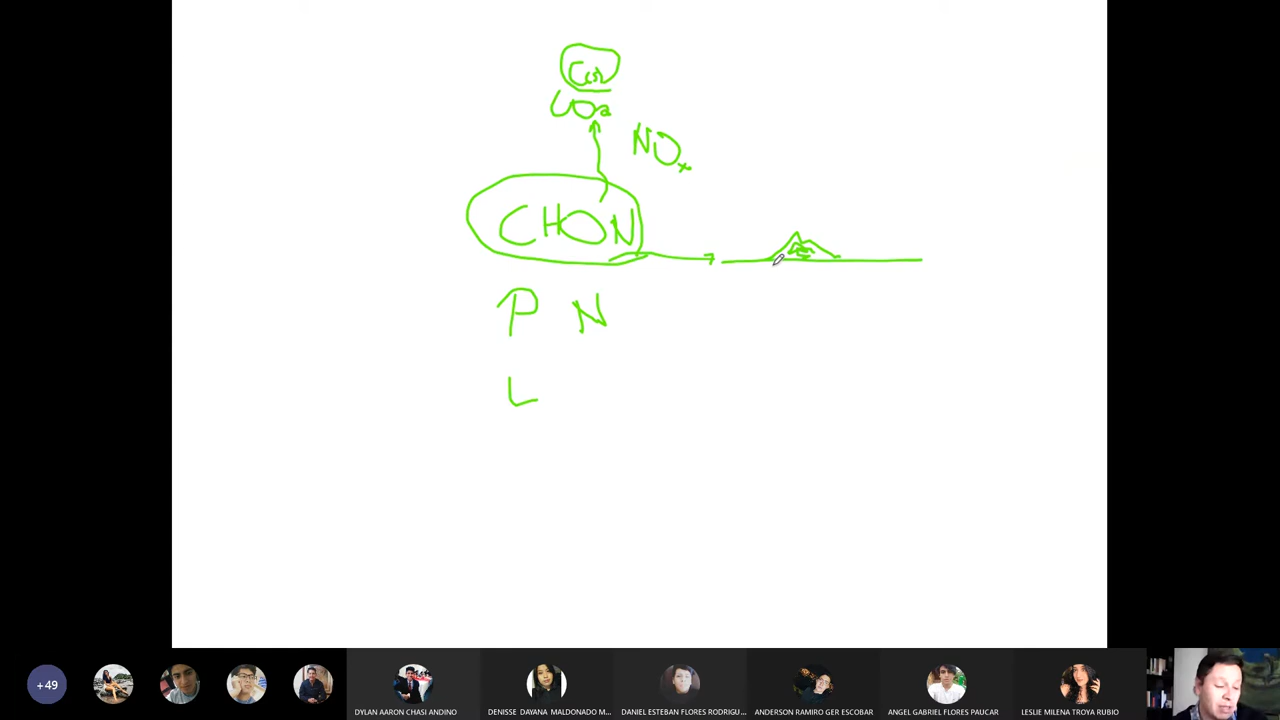 CO2
NOx
CHON
P N
L
+49
DYLAN AARON CHASI ANDINO
DENISSE DAYANA MALDONADO M...
DANIEL ESTEBAN FLORES RODRIGU...
ANDERSON RAMIRO GER ESCOBAR
ANGEL GABRIEL FLORES PAUCAR
LESLIE MILENA TROYA RUBIO